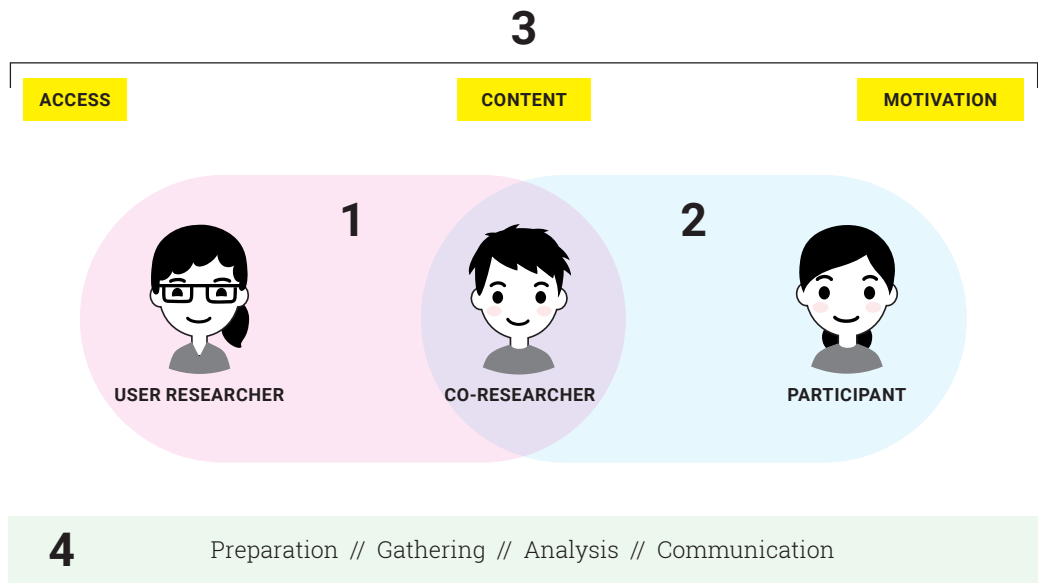 3
ACCESS
CONTENT
MOTIVATION
1
2
USER RESEARCHER
CO-RESEARCHER
PARTICIPANT
4
Preparation // Gathering // Analysis // Communication